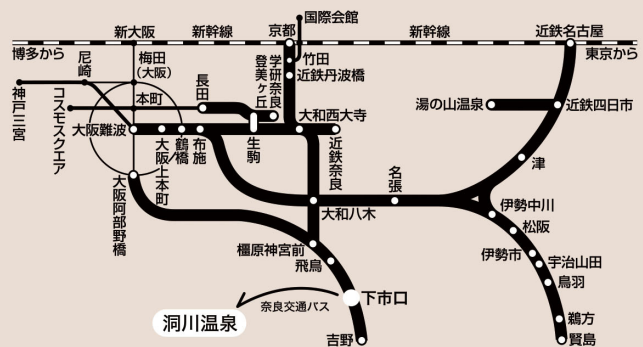 国際会館
新大阪
新幹線
京都
新幹線
近鉄名古屋
博多から
東京から
尼崎
梅田
(大阪)
竹田
近鉄丹波橋
学研奈良
登美ヶ丘
長田
本町
神戸三宮
コスモスクエア
大阪難波
大阪上本町
鶴橋
布施
生駒
大和西大寺
近鉄奈良
湯の山温泉
近鉄四日市
津
名張
大和八木
伊勢中川
松阪
伊勢市
宇治山田
鳥羽
鵜方
賢島
大阪阿部野橋
橿原神宮前
飛鳥
下市口
奈良交通バス
洞川温泉
吉野